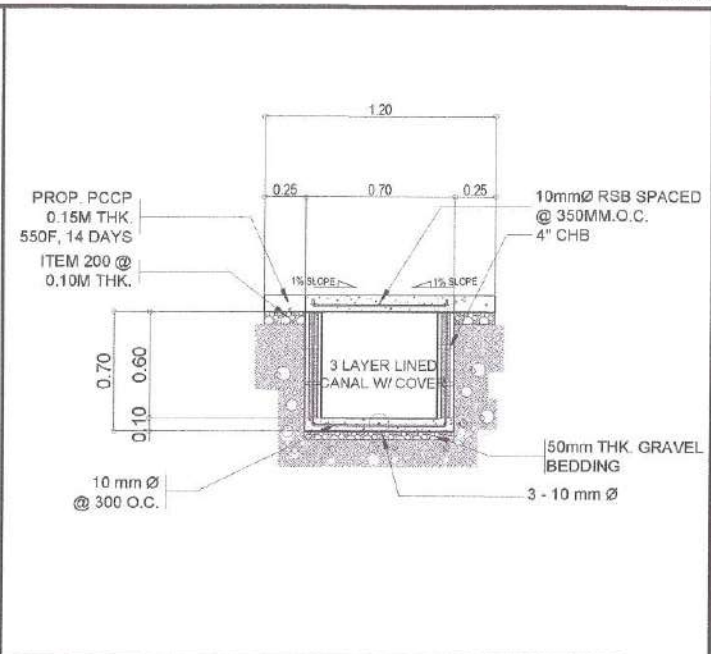 1.20
0.25 0.70 0.25
PROP. PCCP
0.15M THK.
550F, 14 DAYS
ITEM 200 @
0.10M THK.
10mmØ RSB SPACED
@ 350MM.O.C.
4" CHB
1% SLOPE 1% SLOPE
0.70
0.60
0.10
3 LAYER LINED
CANAL W/ COVER
10 mm Ø
@ 300 O.C.
50mm THK. GRAVEL
BEDDING
3 - 10 mm Ø